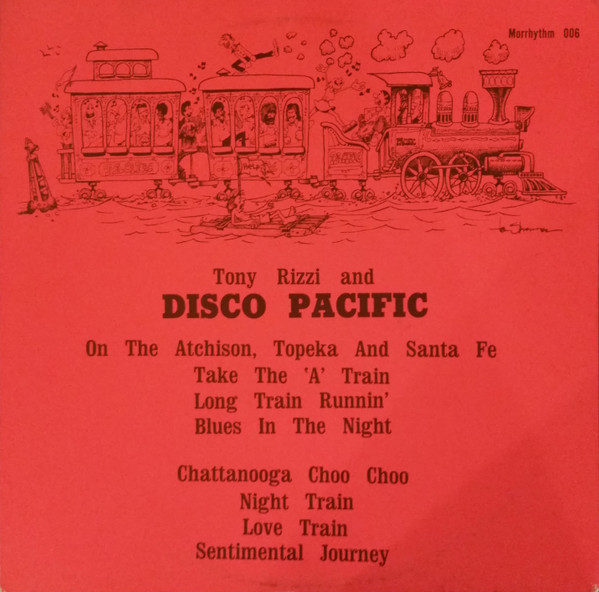 Morrhythm 006
Tony Rizzi and
DISCO PACIFIC
On The Atchison, Topeka And Santa Fe
Take The 'A' Train
Long Train Runnin'
Blues In The Night
Chattanooga Choo Choo
Night Train
Love Train
Sentimental Journey